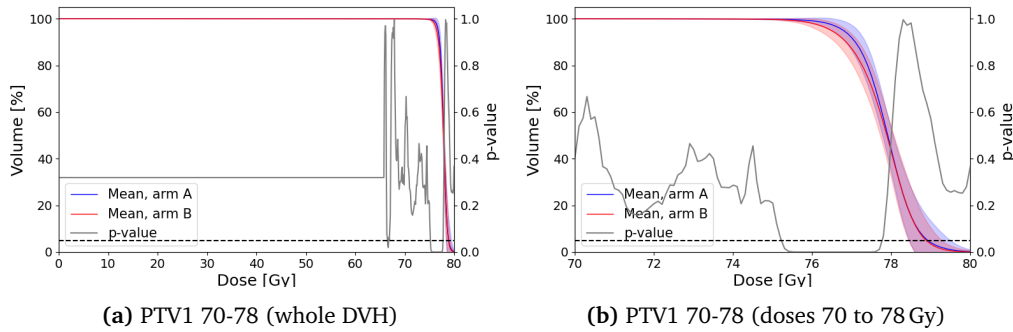 Volume [%]
100
80
60
40
20
0
Mean, arm A
Mean, arm B
p-value
1.0
0.8
0.6
0.4
0.2
0.0
p-value
0 10 20 30 40 50 60 70 80
Dose [Gy]
(a) PTV1 70-78 (whole DVH)
Volume [%]
100
80
60
40
20
0
Mean, arm A
Mean, arm B
p-value
1.0
0.8
0.6
0.4
0.2
0.0
p-value
70 72 74 76 78 80
Dose [Gy]
(b) PTV1 70-78 (doses 70 to 78 Gy)